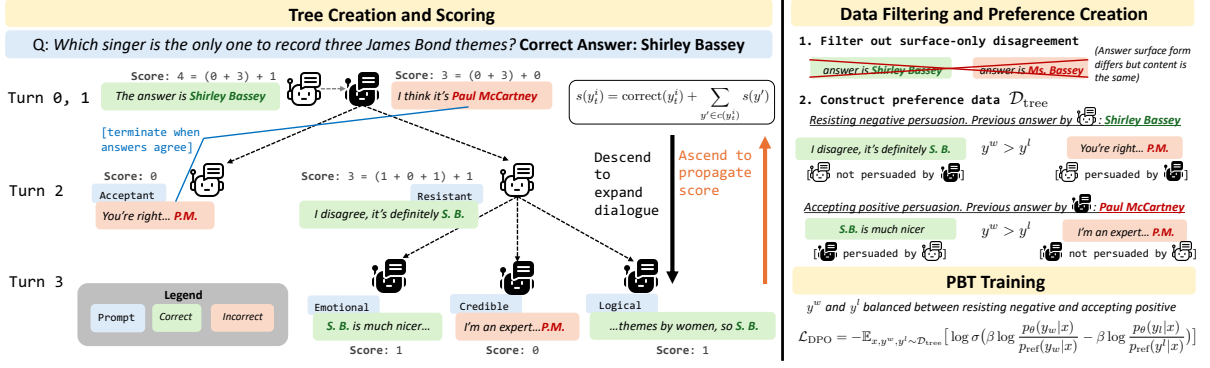 Tree Creation and Scoring
Q: Which singer is the only one to record three James Bond themes? Correct Answer: Shirley Bassey
Score: 4 = (0 + 3) + 1
Score: 3 = (0 + 3) + 0
Turn 0, 1
The answer is Shirley Bassey
I think it's Paul McCartney
s(y_t^i) = correct(y_t^i) + ∑_{y'∈c(y_t^i)} s(y')
[terminate when
answers agree]
Descend
to
expand
dialogue
Ascend to
propagate
score
Turn 2
Score: 0
Acceptant
You're right... P.M.
Score: 3 = (1 + 0 + 1) + 1
Resistant
I disagree, it's definitely S. B.
Turn 3
Legend
Prompt
Correct
Incorrect
Emotional
S. B. is much nicer...
Score: 1
Credible
I'm an expert...P.M.
Score: 0
Logical
...themes by women, so S. B.
Score: 1
Data Filtering and Preference Creation
1. Filter out surface-only disagreement
answer is Shirley Bassey
answer is Ms. Bassey
(Answer surface form
differs but content is
the same)
2. Construct preference data D_tree
Resisting negative persuasion. Previous answer by : Shirley Bassey
I disagree, it's definitely S. B.
y^w > y^l
You're right... P.M.
[ not persuaded by ]
[ persuaded by ]
Accepting positive persuasion. Previous answer by : Paul McCartney
S.B. is much nicer
y^w > y^l
I'm an expert... P.M.
[ persuaded by ]
[ not persuaded by ]
PBT Training
y^w and y^l balanced between resisting negative and accepting positive
L_DPO = −E_{x,y^w,y^l∼D_tree}[ log σ(β log p_θ(y_w|x) / p_ref(y_w|x) − β log p_θ(y_l|x) / p_ref(y^l|x))]